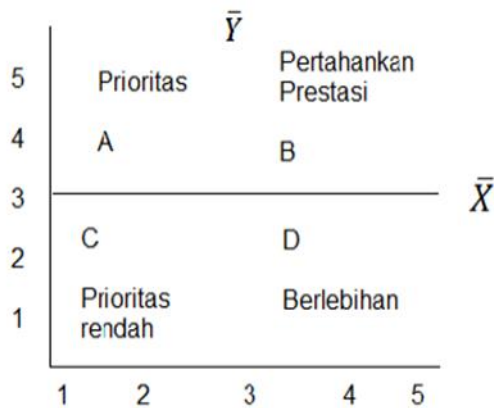 Ȳ
5
Prioritas
Pertahankan
Prestasi
4
A
B
3
X̄
C
D
2
Prioritas
rendah
Berlebihan
1
1 2 3 4 5